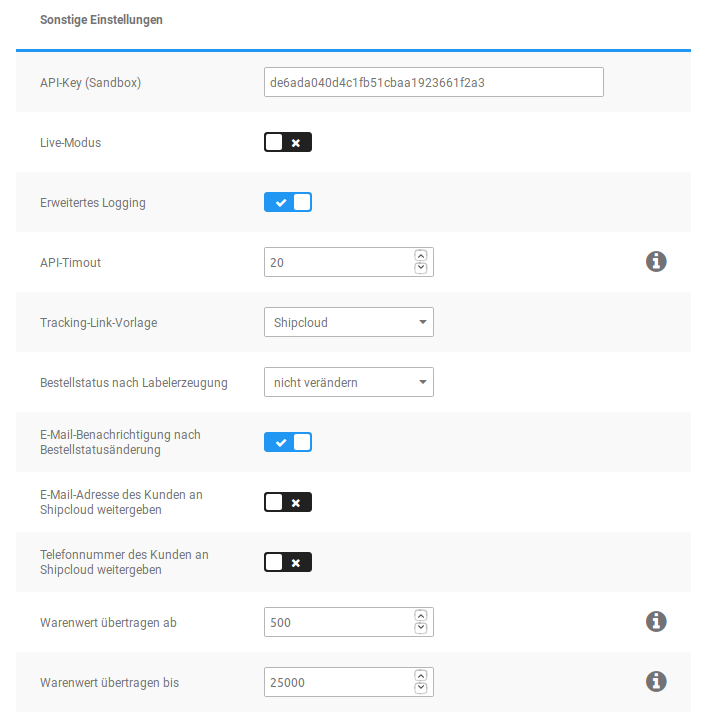 Sonstige Einstellungen
API-Key (Sandbox)
de6ada040d4c1fb51cbaa1923661f2a3
Live-Modus
Erweitertes Logging
API-Timout
20
Tracking-Link-Vorlage
Shipcloud
Bestellstatus nach Labelerzeugung
nicht verändern
E-Mail-Benachrichtigung nach
Bestellstatusänderung
E-Mail-Adresse des Kunden an
Shipcloud weitergeben
Telefonnummer des Kunden an
Shipcloud weitergeben
Warenwert übertragen ab
500
Warenwert übertragen bis
25000